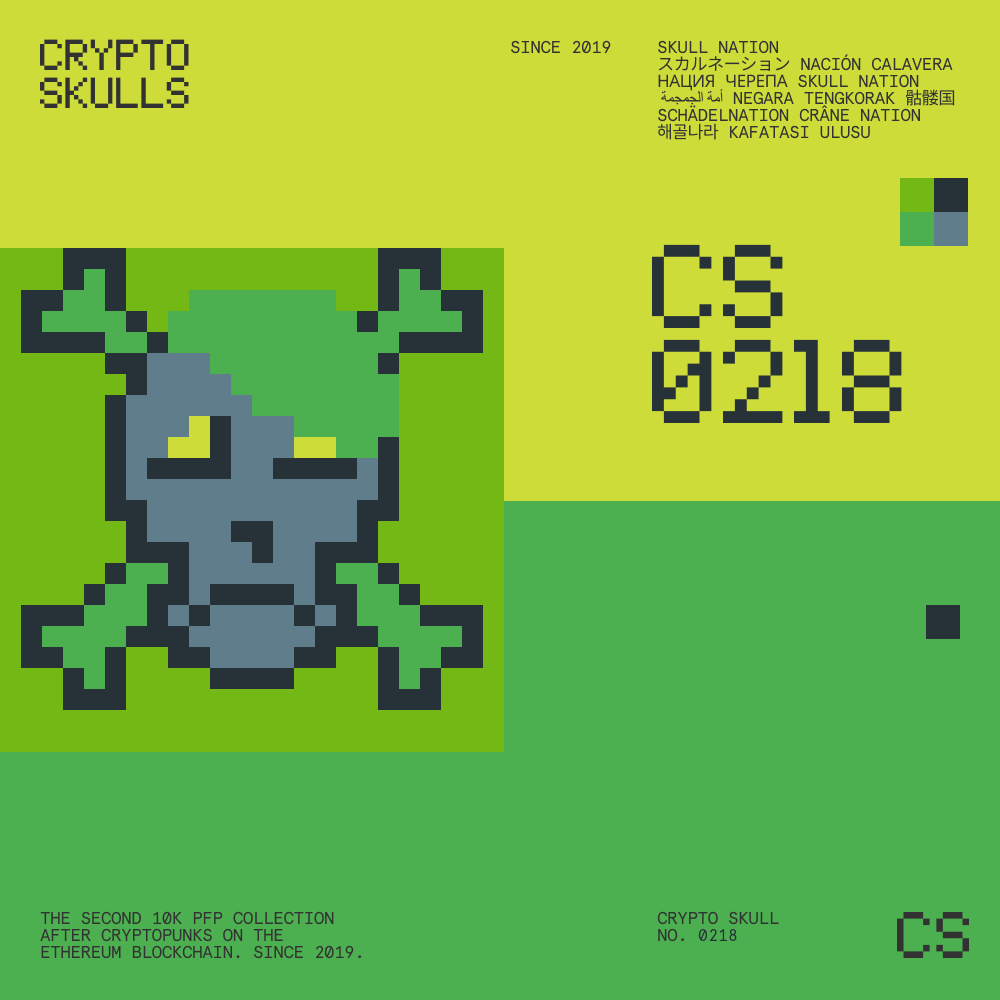 CRYPTO
SKULLS
SINCE 2019
SKULL NATION
スカルネーション NACIÓN CALAVERA
НАЦИЯ ЧЕРЕПА SKULL NATION
أمة الجمجمة NEGARA TENGKORAK 骷髅国
SCHÄDELNATION CRÂNE NATION
해골나라 KAFATASI ULUSU
CS
0218
THE SECOND 10K PFP COLLECTION
AFTER CRYPTOPUNKS ON THE
ETHEREUM BLOCKCHAIN. SINCE 2019.
CRYPTO SKULL
NO. 0218
CS